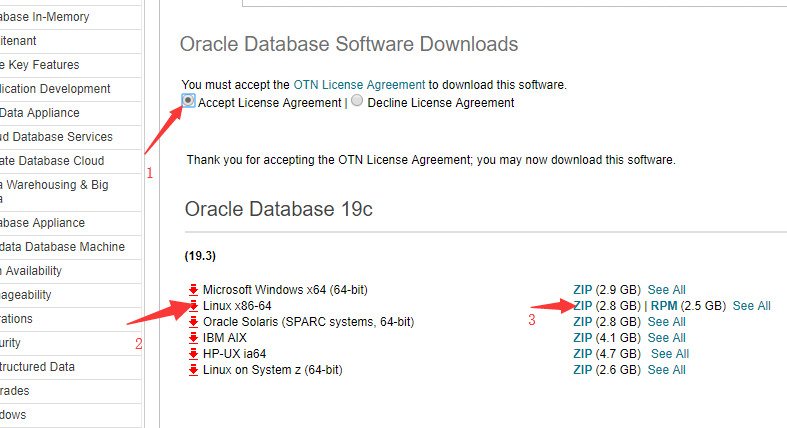 abase In-Memory
itenant
e Key Features
lication Development
Data Appliance
ud Database Services
ate Database Cloud
a Warehousing & Big
a
abase Appliance
data Database Machine
n Availability
ageability
rations
urity
tructured Data
rades
dows
Oracle Database Software Downloads
You must accept the OTN License Agreement to download this software.
Accept License Agreement | Decline License Agreement
1
Thank you for accepting the OTN License Agreement; you may now download this software.
Oracle Database 19c
(19.3)
Microsoft Windows x64 (64-bit) ZIP (2.9 GB) See All
Linux x86-64 ZIP (2.8 GB) | RPM (2.5 GB) See All
2
3
Oracle Solaris (SPARC systems, 64-bit) ZIP (2.8 GB) See All
IBM AIX ZIP (4.1 GB) See All
HP-UX ia64 ZIP (4.7 GB) See All
Linux on System z (64-bit) ZIP (2.6 GB) See All